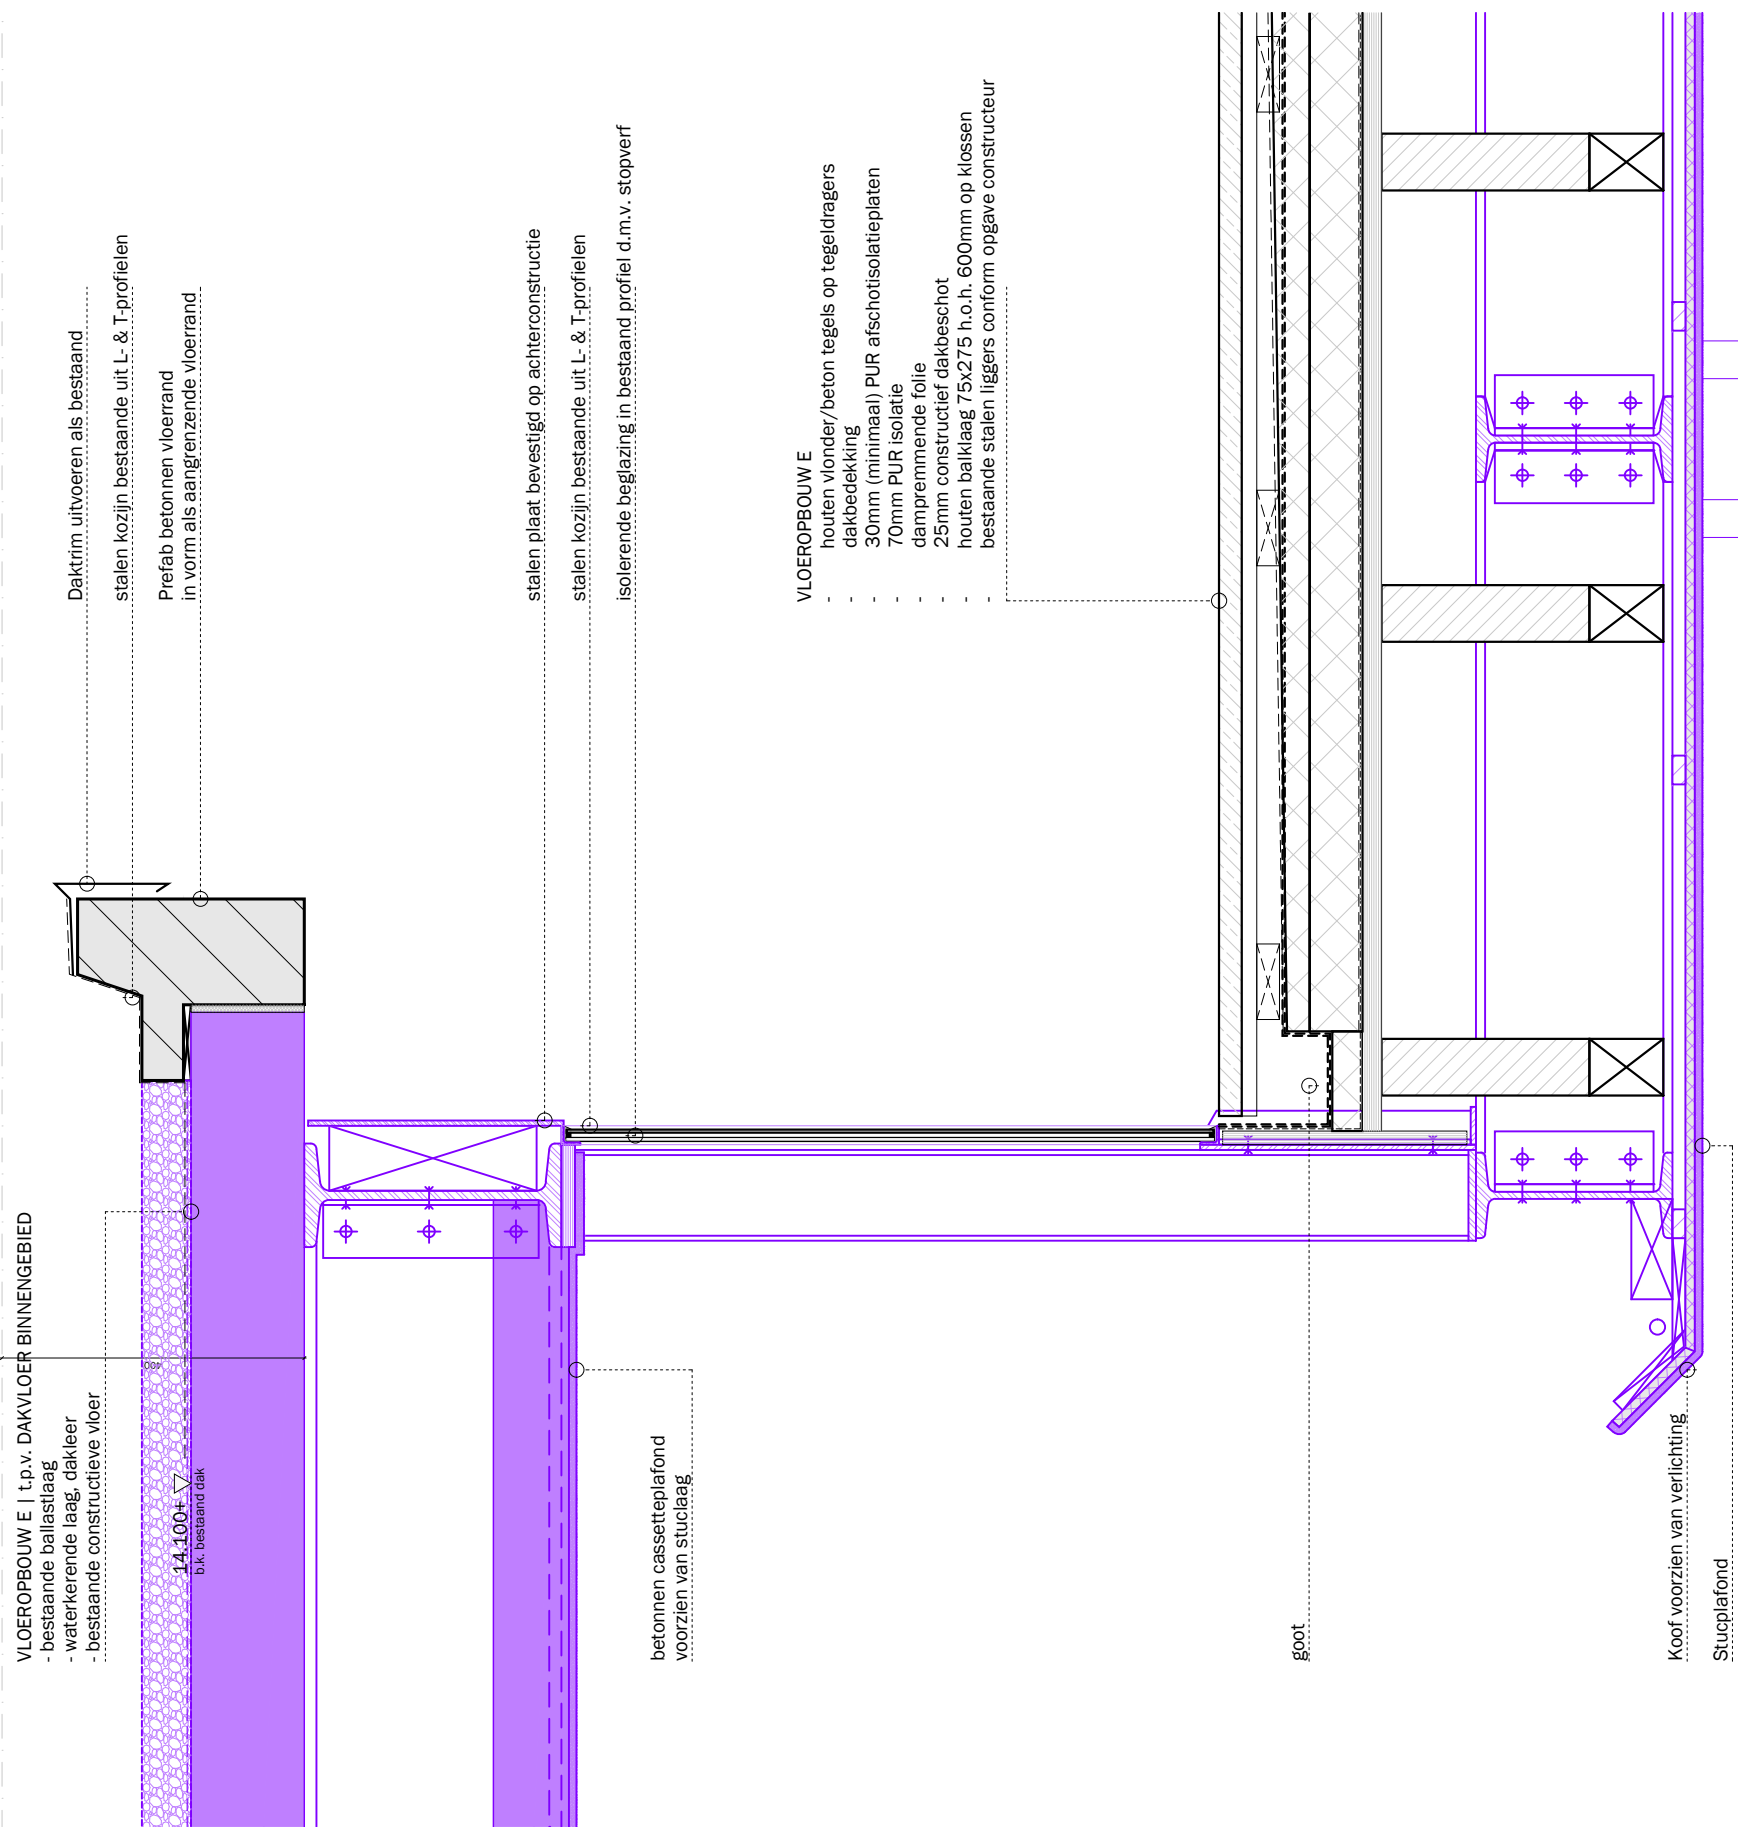 Daktrim uitvoeren als bestaand
stalen kozijn bestaande uit L- & T-profielen
Prefab betonnen vloerrand
in vorm als aangrenzende vloerrand
stalen plaat bevestigd op achterconstructie
stalen kozijn bestaande uit L- & T-profielen
isolerende beglazing in bestaand profiel d.m.v. stopverf
VLOEROPBOUW E
- houten vlonder/beton tegels op tegeldragers
- dakbedekking
- 30mm (minimaal) PUR afschotisolatieplaten
- 70mm PUR isolatie
- dampremmende folie
- 25mm constructief dakbeschot
- houten balklaag 75x275 h.o.h. 600mm op klossen
- bestaande stalen liggers conform opgave constructeur
VLOEROPBOUW E | t.p.v. DAKVLOER BINNENGEBIED
- bestaande ballastlaag
- waterkerende laag, dakleer
- bestaande constructieve vloer
400
14.100+
b.k. bestaand dak
betonnen cassetteplafond
voorzien van stuclaag
goot
Koof voorzien van verlichting
Stucplafond